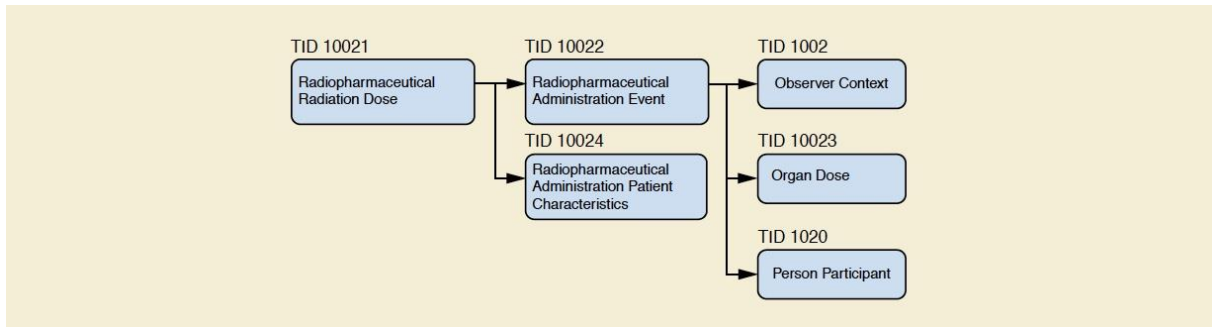 TID 10021
Radiopharmaceutical
Radiation Dose
TID 10022
Radiopharmaceutical
Administration Event
TID 1002
Observer Context
TID 10024
Radiopharmaceutical
Administration Patient
Characteristics
TID 10023
Organ Dose
TID 1020
Person Participant